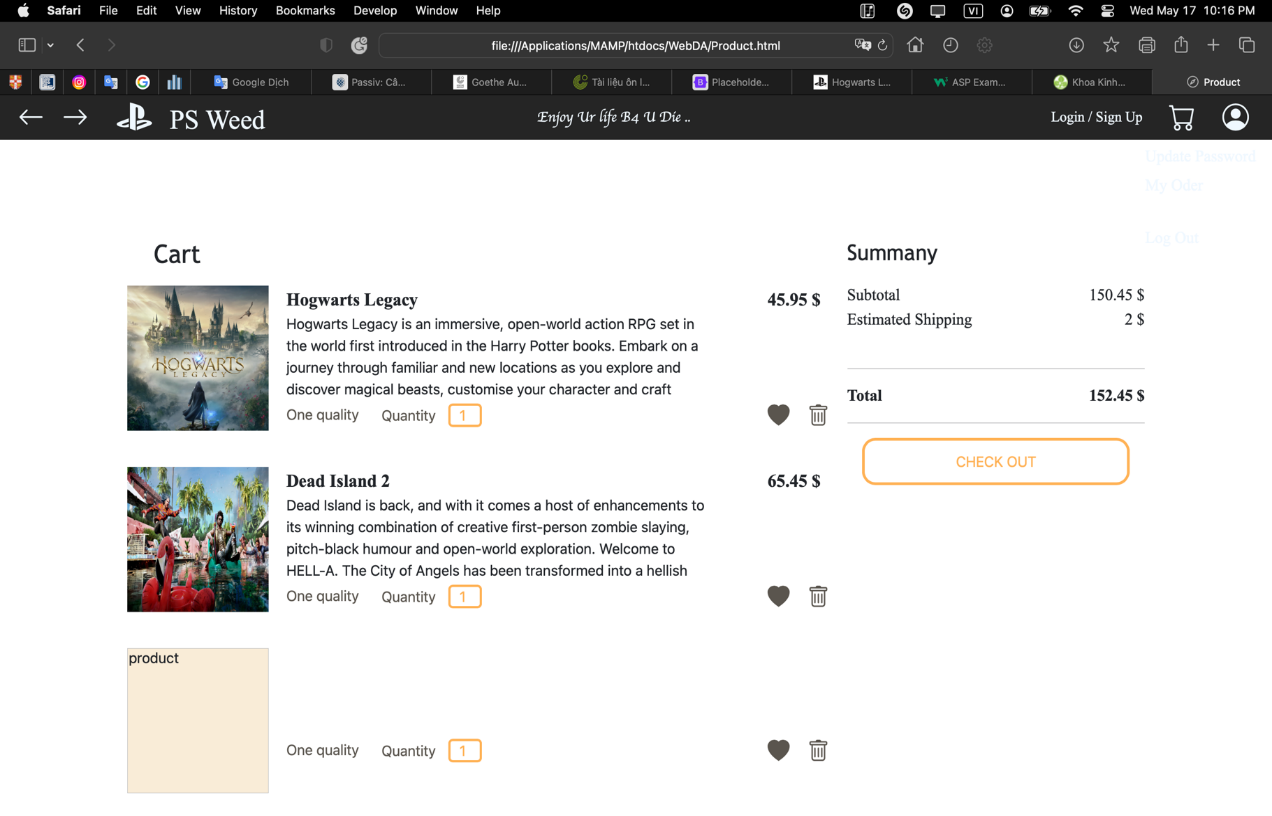 Safari File Edit View History Bookmarks Develop Window Help VI Wed May 17 10:16 PM
file:///Applications/MAMP/htdocs/WebDA/Product.html
Google Dịch Passiv: Câ... Goethe Au... Tài liệu ôn l... Placeholde... Hogwarts L... ASP Exam... Khoa Kinh... Product
PS Weed Enjoy Ur life B4 U Die .. Login / Sign Up
Update Password
My Oder
Log Out
Cart
Hogwarts Legacy 45.95 $
Hogwarts Legacy is an immersive, open-world action RPG set in
the world first introduced in the Harry Potter books. Embark on a
journey through familiar and new locations as you explore and
discover magical beasts, customise your character and craft
One quality Quantity 1
HOGWARTS
LEGACY
Dead Island 2 65.45 $
Dead Island is back, and with it comes a host of enhancements to
its winning combination of creative first-person zombie slaying,
pitch-black humour and open-world exploration. Welcome to
HELL-A. The City of Angels has been transformed into a hellish
One quality Quantity 1
product
One quality Quantity 1
Summany
Subtotal 150.45 $
Estimated Shipping 2 $
Total 152.45 $
CHECK OUT